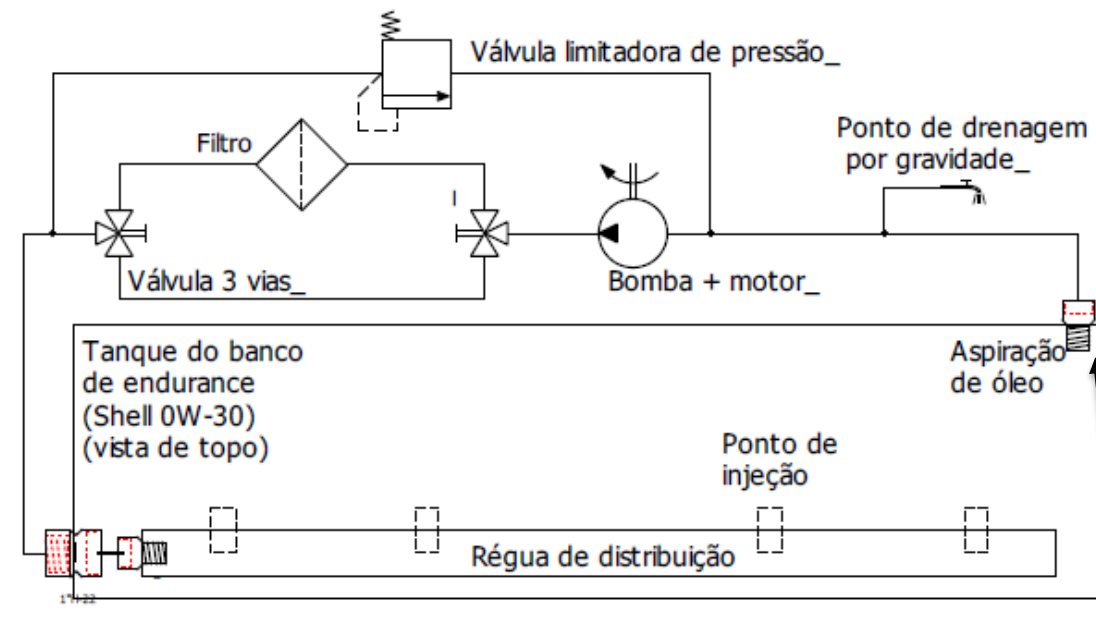 Válvula limitadora de pressão_
Ponto de drenagem
por gravidade_
Filtro
I
Válvula 3 vias_
Bomba + motor_
Tanque do banco
de endurance
(Shell 0W-30)
(vista de topo)
Aspiração
de óleo
Ponto de
injeção
Régua de distribuição